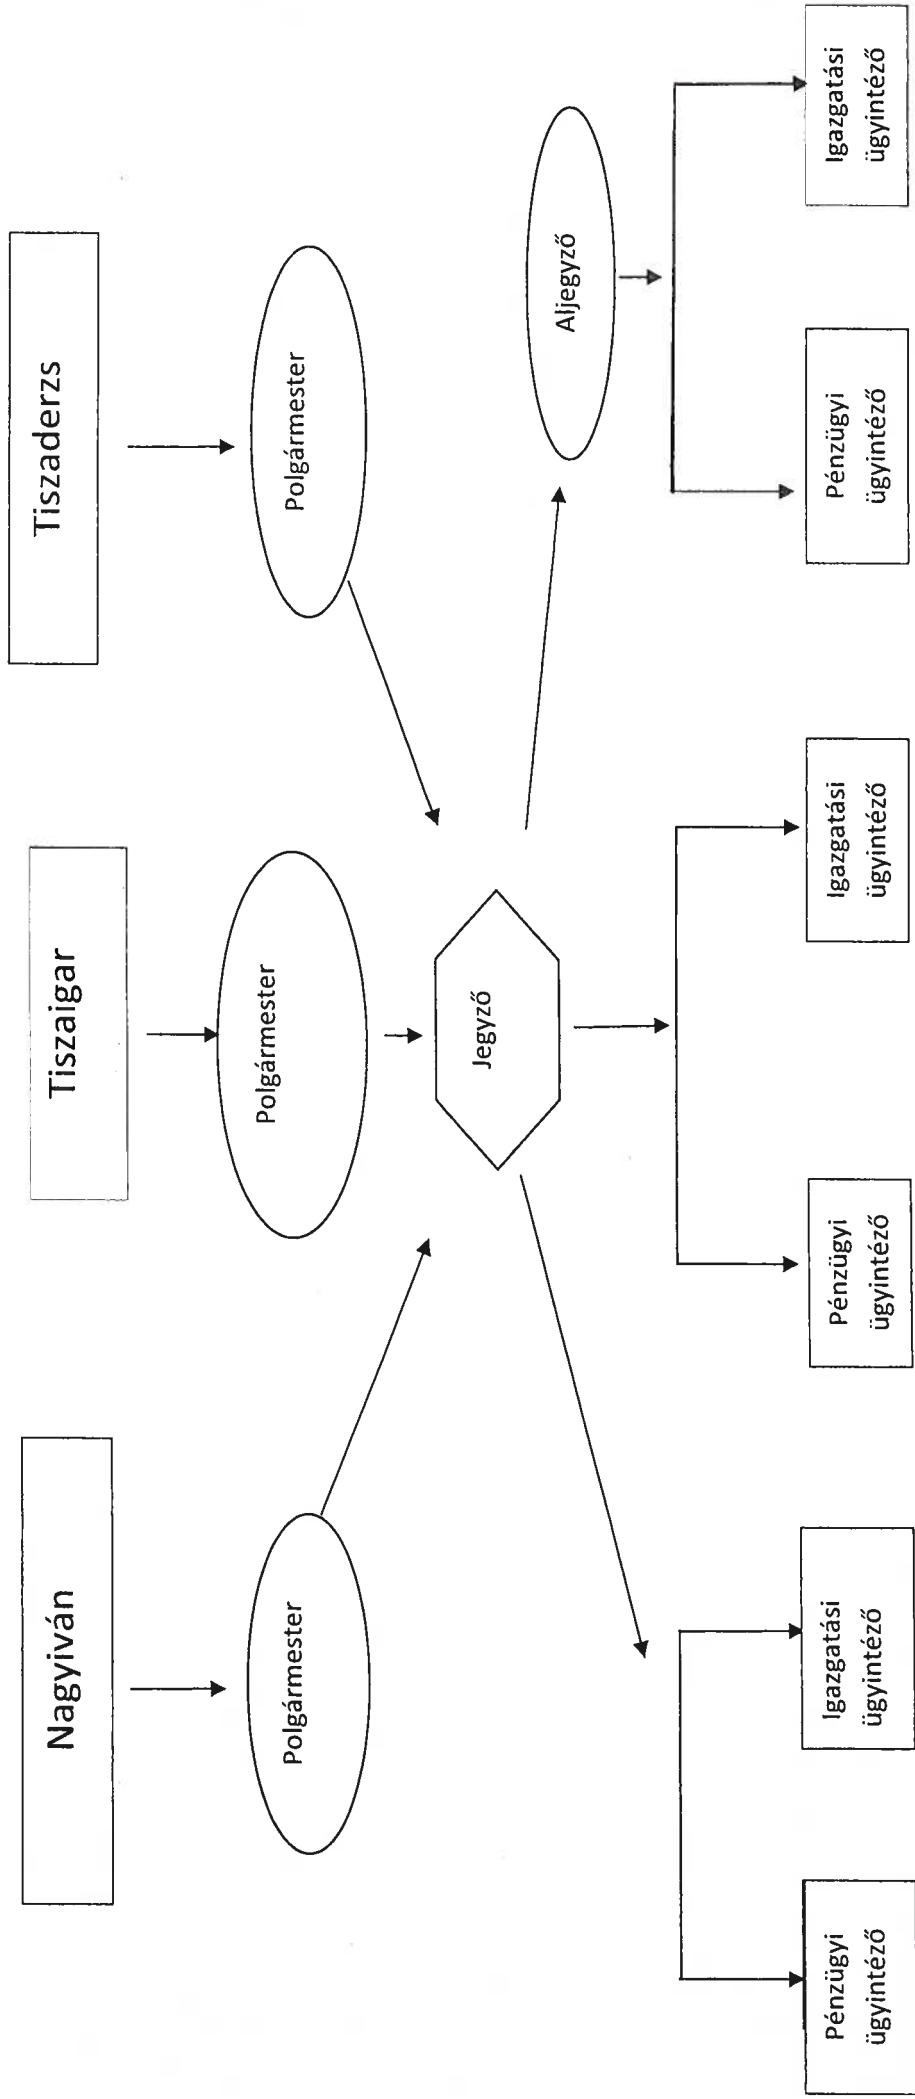 Nagyiván
Tiszaigar
Tiszaderzs
Polgármester
Polgármester
Polgármester
Jegyző
Aljegyző
Pénzügyi
ügyintéző
Igazgatási
ügyintéző
Pénzügyi
ügyintéző
Igazgatási
ügyintéző
Pénzügyi
ügyintéző
Igazgatási
ügyintéző